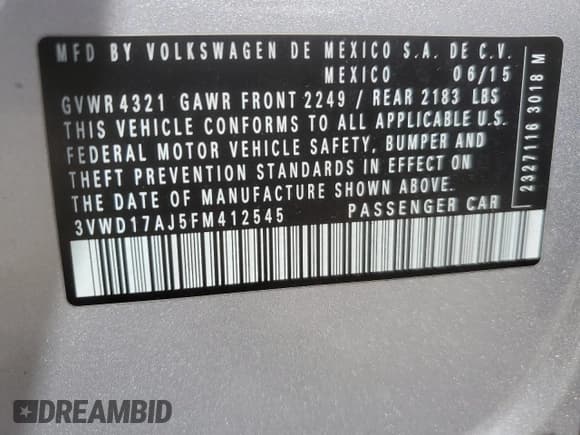 MFD BY VOLKSWAGEN DE MEXICO S.A. DE C.V.
MEXICO 06/15
GVWR 4321 GAWR FRONT 2249 / REAR 2183 LBS
THIS VEHICLE CONFORMS TO ALL APPLICABLE U.S.
FEDERAL MOTOR VEHICLE SAFETY, BUMPER AND
THEFT PREVENTION STANDARDS IN EFFECT ON
THE DATE OF MANUFACTURE SHOWN ABOVE.
3VWD17AJ5FM412545 PASSENGER CAR
23271116 3018 M
DREAMBID